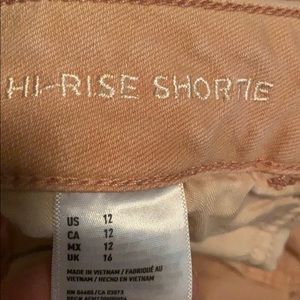 HI-RISE SHORTIE
US 12
CA 12
MX 12
UK 16
MADE IN VIETNAM / FABRIQUÉ AU
VIETNAM / HECHO EN VIETNAM